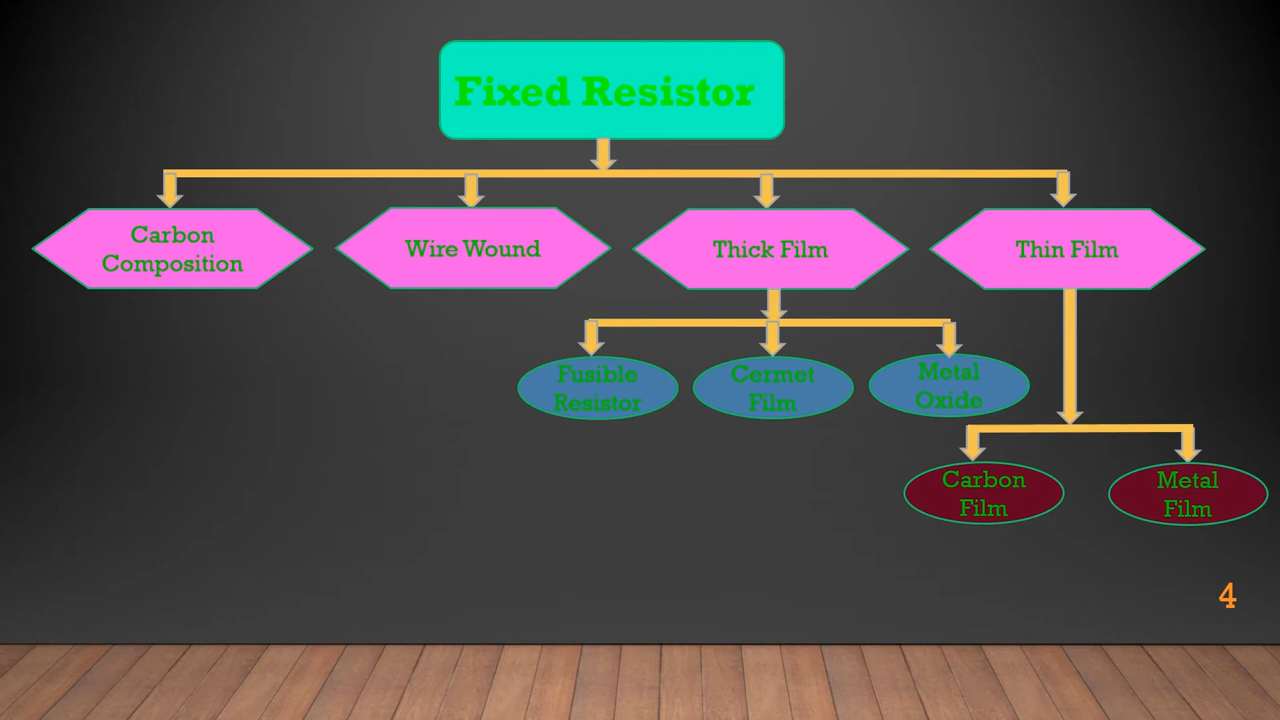 Fixed Resistor
Carbon
Composition
Wire Wound
Thick Film
Thin Film
Fusible
Resistor
Cermet
Film
Metal
Oxide
Carbon
Film
Metal
Film
4